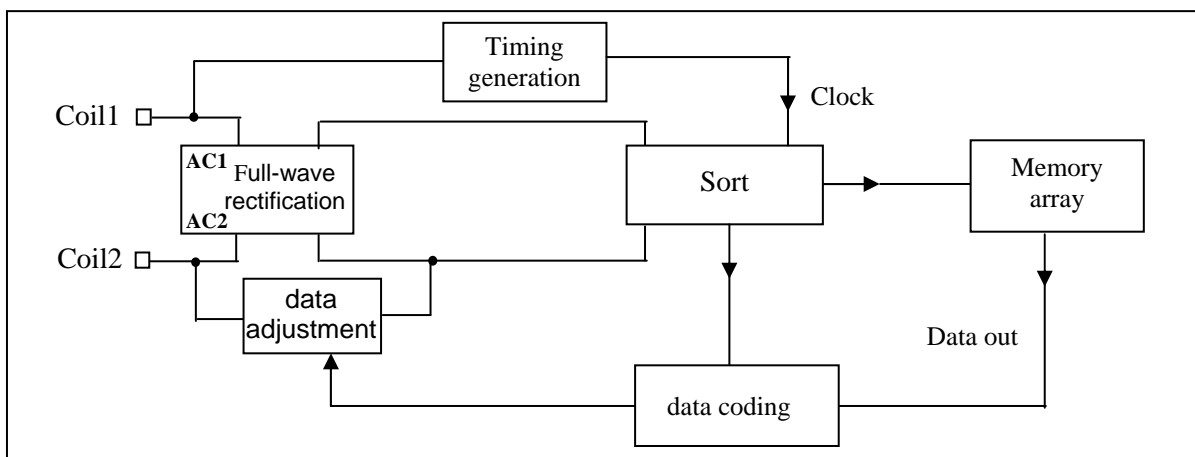 Timing
generation
Clock
Coil1
AC1
Full-wave
rectification
AC2
Sort
Memory
array
Coil2
data
adjustment
Data out
data coding